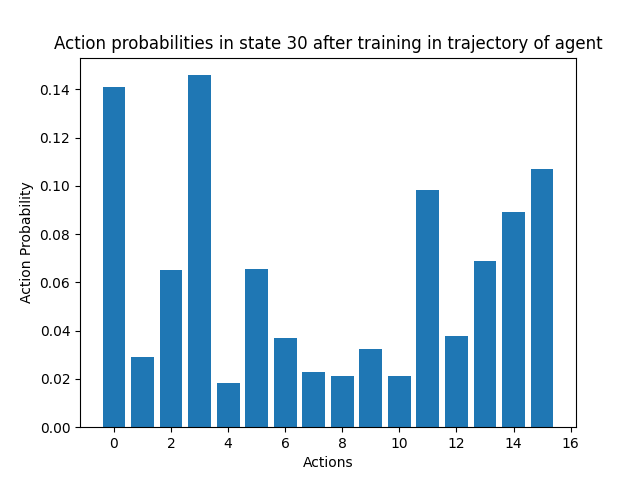 Action probabilities in state 30 after training in trajectory of agent
0.14
0.12
0.10
0.08
0.06
0.04
0.02
0.00
Action Probability
0 2 4 6 8 10 12 14 16
Actions